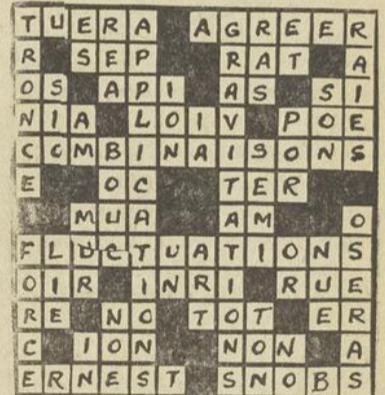 TUERA AGREER
R SEP RAT A
OS API AS SI
NIA LOIV POE
COMBINAISONS
E OC TER
MUA AM O
FLUCTUATIONS
OIR INRI RUE
RE NO TOT ER
C ION NON A
ERNEST SNOBS